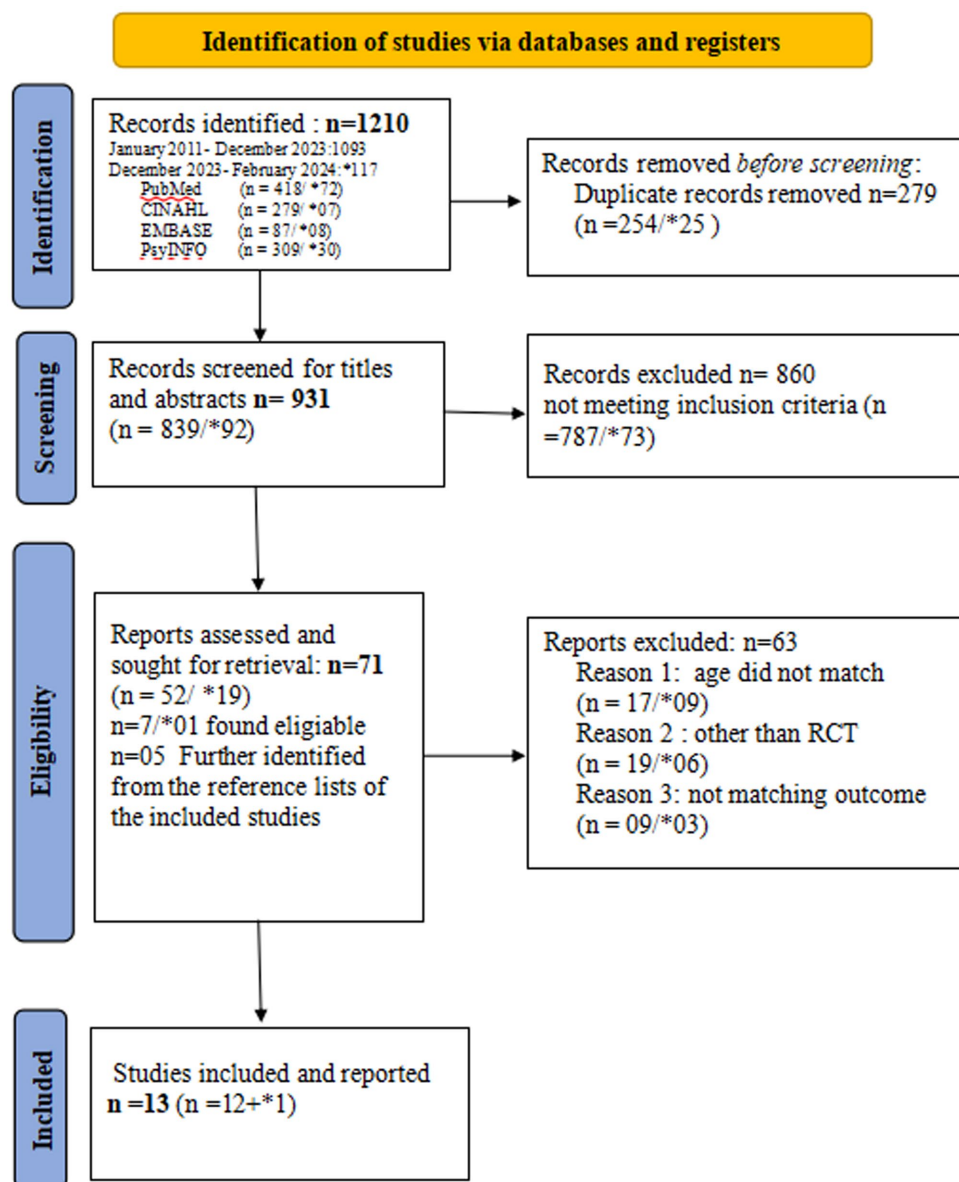 Identification of studies via databases and registers
Identification
Records identified : n=1210
January 2011- December 2023:1093
December 2023- February 2024:*117
PubMed (n = 418/ *72)
CINAHL (n = 279/ *07)
EMBASE (n = 87/ *08)
PsyINFO (n = 309/ *30)
Records removed before screening:
Duplicate records removed n=279
(n =254/*25 )
Screening
Records screened for titles
and abstracts n= 931
(n = 839/*92)
Records excluded n= 860
not meeting inclusion criteria (n
=787/*73)
Eligibility
Reports assessed and
sought for retrieval: n=71
(n = 52/ *19)
n=7/*01 found eligiable
n=05 Further identified
from the reference lists of
the included studies
Reports excluded: n=63
Reason 1: age did not match
(n = 17/*09)
Reason 2 : other than RCT
(n = 19/*06)
Reason 3: not matching outcome
(n = 09/*03)
Included
Studies included and reported
n =13 (n =12+*1)